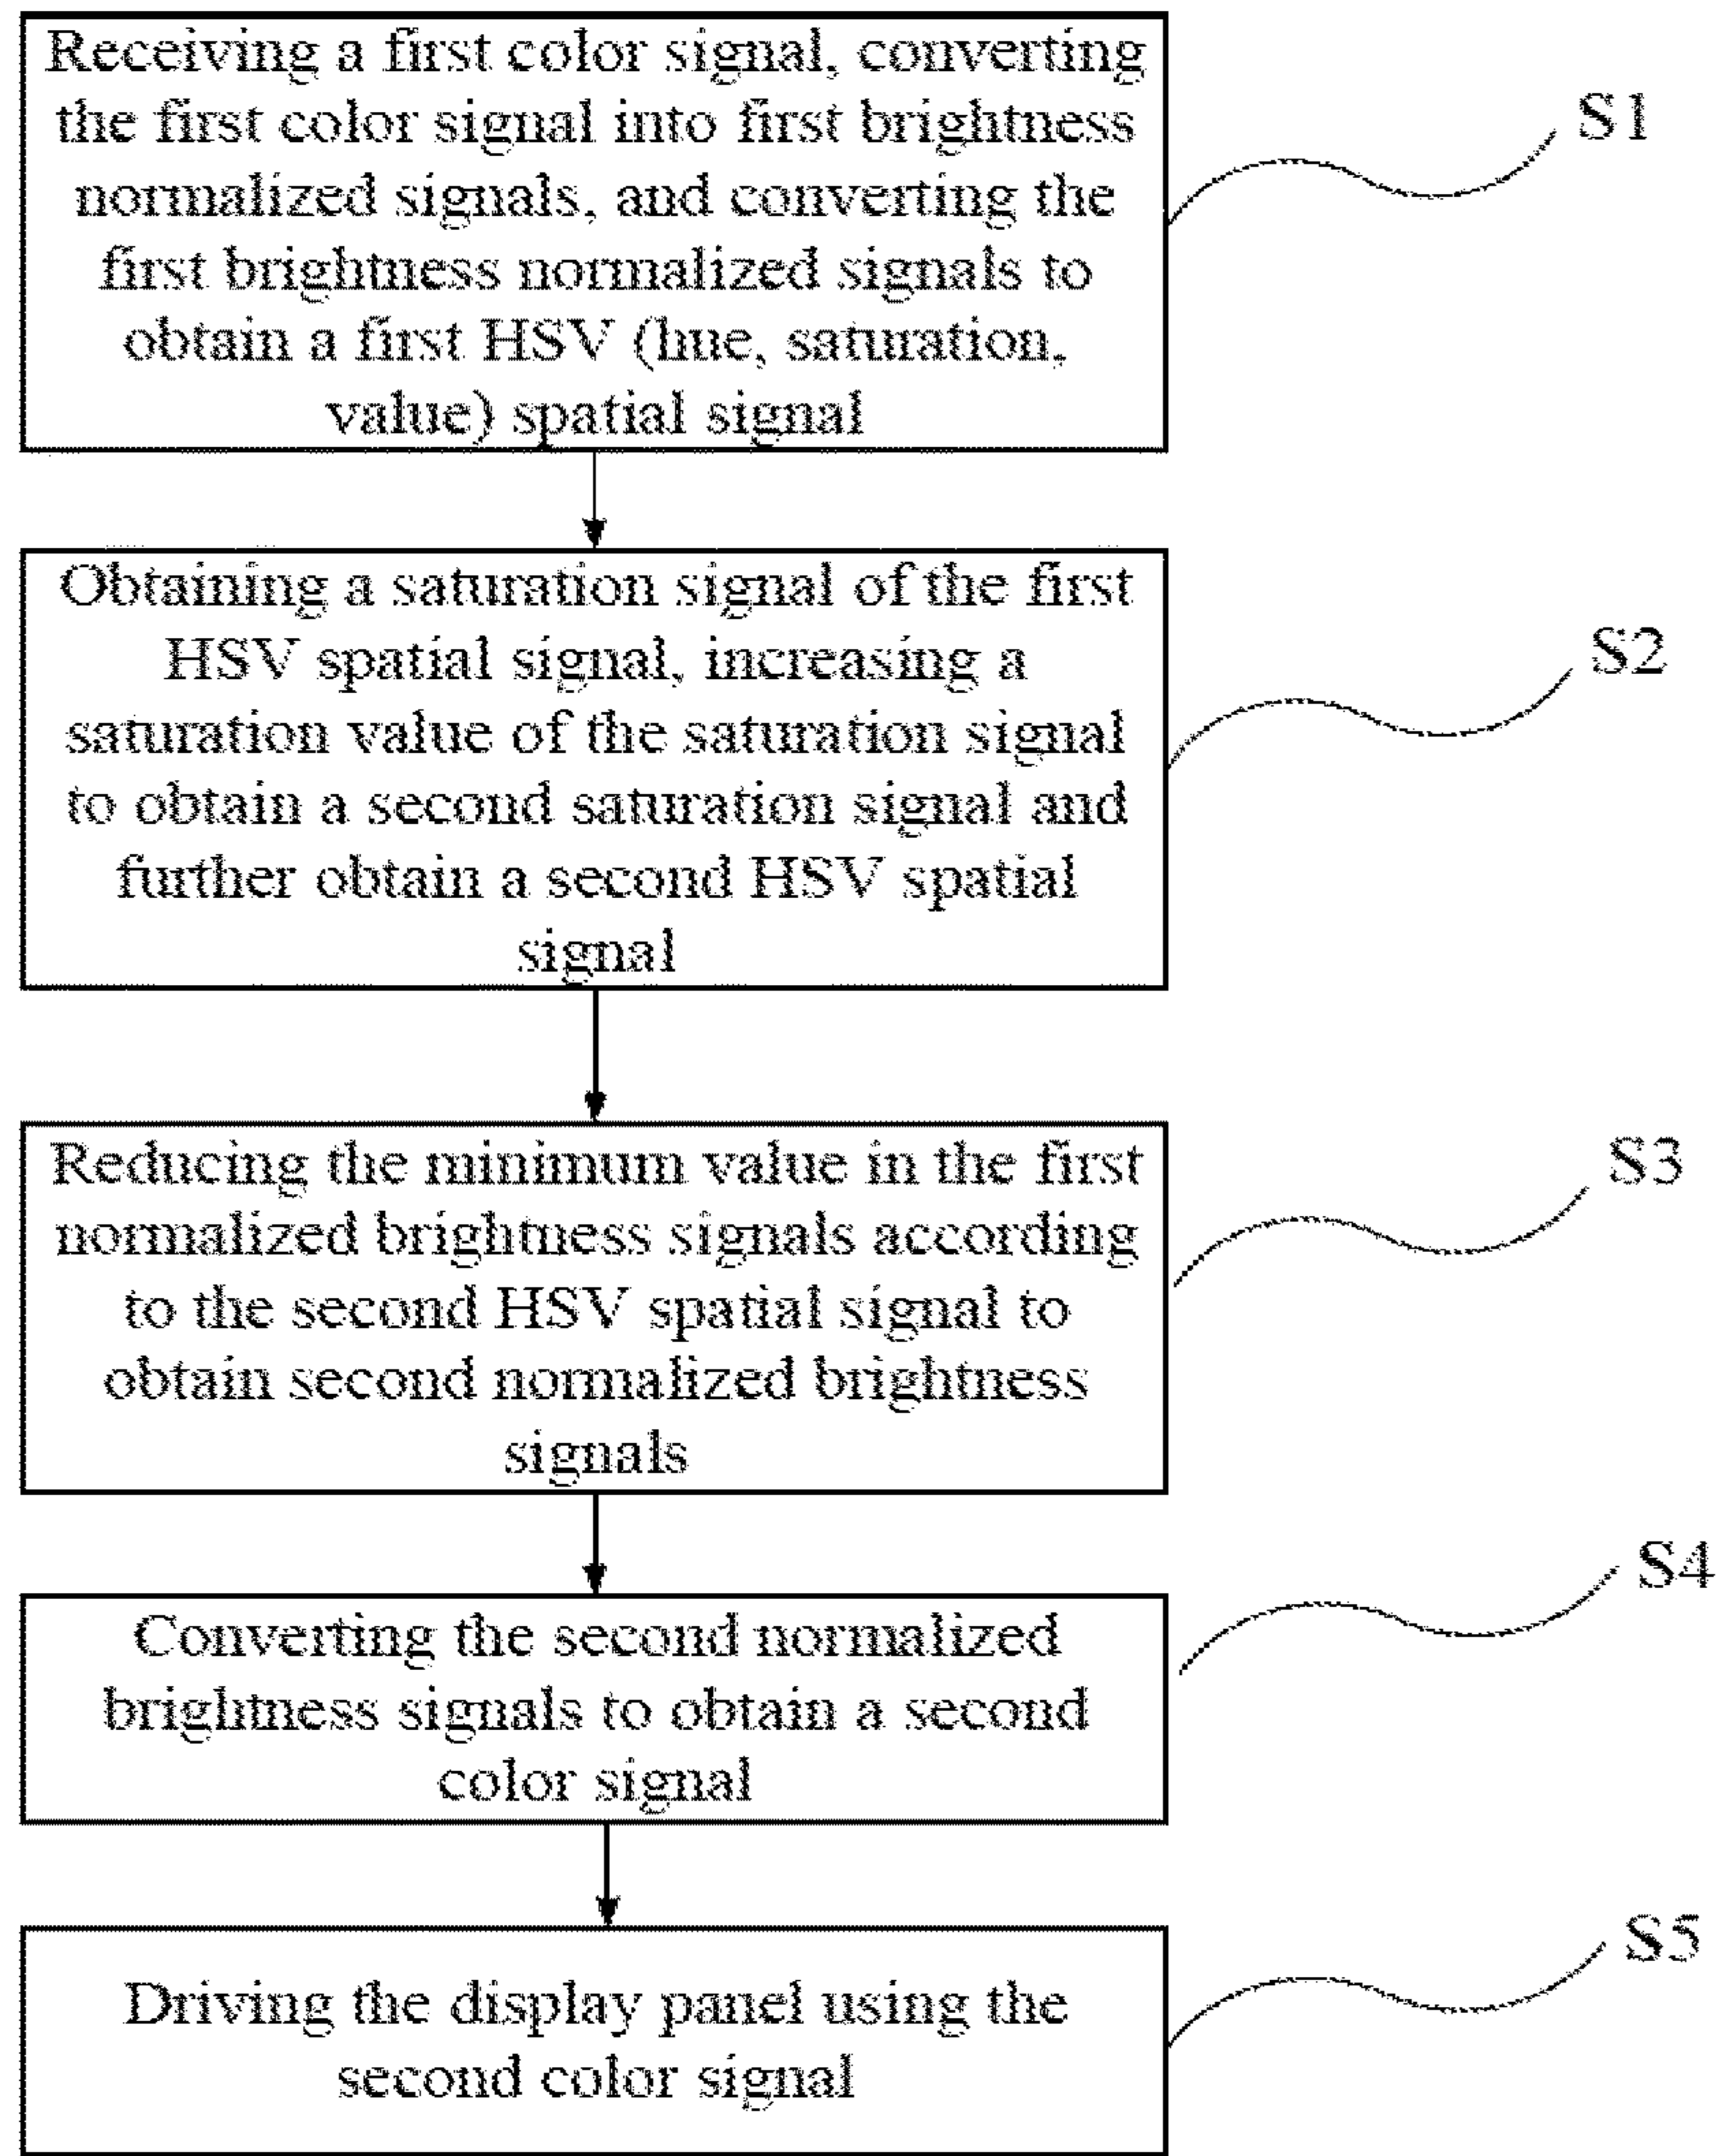 Receiving a first color signal, converting
the first color signal into first brightness
normalized signals, and converting the
first brightness normalized signals to
obtain a first HSV (hue, saturation,
value) spatial signal
S1
Obtaining a saturation signal of the first
HSV spatial signal, increasing a
saturation value of the saturation signal
to obtain a second saturation signal and
further obtain a second HSV spatial
signal
S2
Reducing the minimum value in the first
normalized brightness signals according
to the second HSV spatial signal to
obtain second normalized brightness
signals
S3
Converting the second normalized
brightness signals to obtain a second
color signal
S4
Driving the display panel using the
second color signal
S5